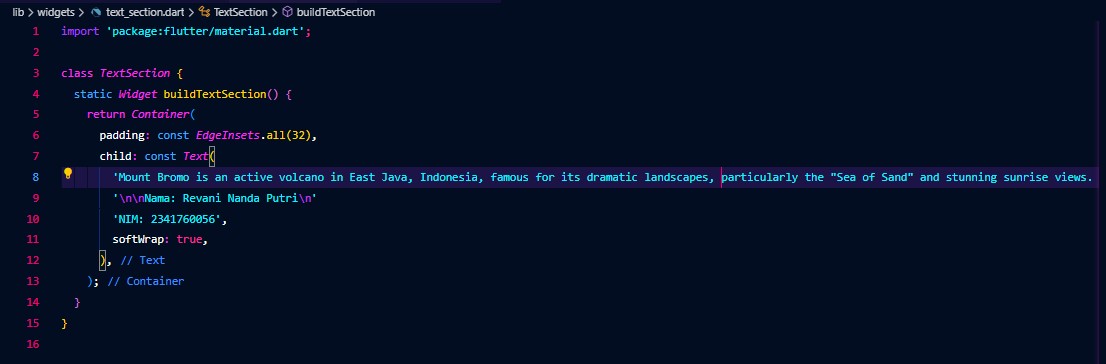 lib > widgets > text_section.dart > TextSection > buildTextSection
1 import 'package:flutter/material.dart';
2
3 class TextSection {
4 static Widget buildTextSection() {
5 return Container(
6 padding: const EdgeInsets.all(32),
7 child: const Text(
8 'Mount Bromo is an active volcano in East Java, Indonesia, famous for its dramatic landscapes, particularly the "Sea of Sand" and stunning sunrise views.
9 '\n\nNama: Revani Nanda Putri\n'
10 'NIM: 2341760056',
11 softWrap: true,
12 ), // Text
13 ); // Container
14 }
15 }
16